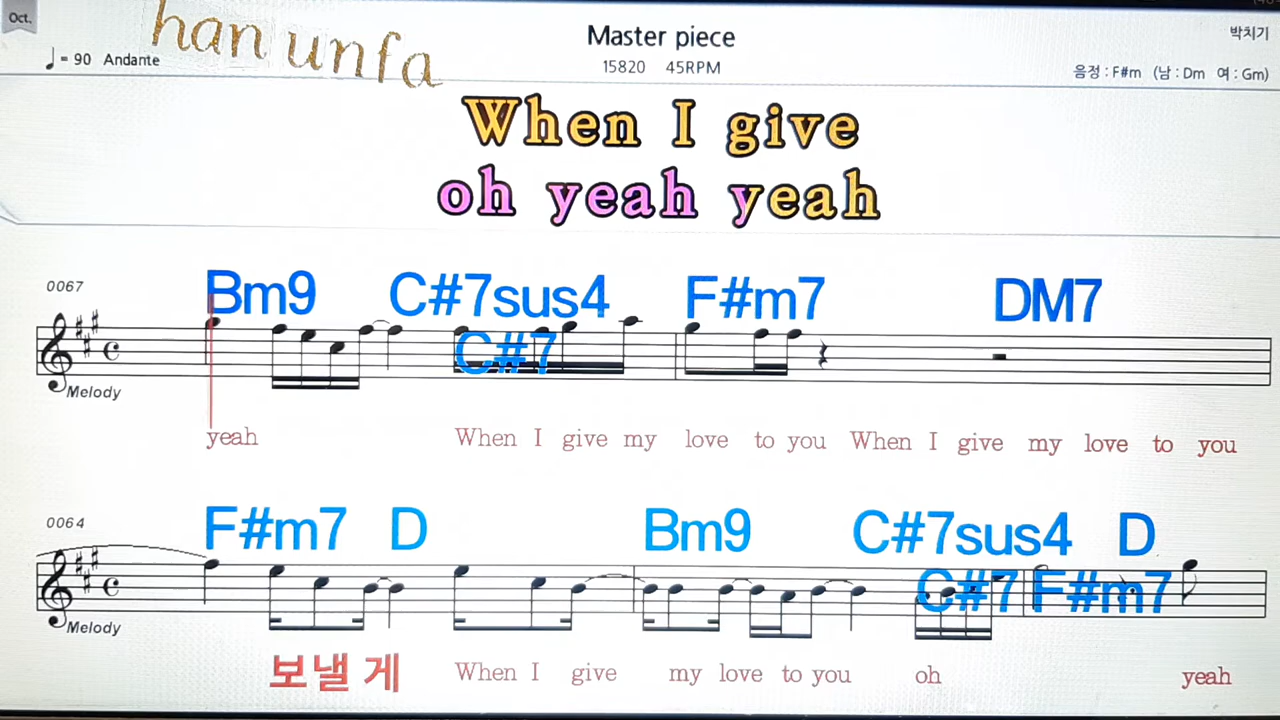 Oct.
han unfa
Master piece
박치기
♩= 90 Andante
15820 45RPM
음정 : F#m (남 : Dm 여 : Gm)
When I give
oh yeah yeah
0067
Bm9 C#7sus4 F#m7 DM7
C#7
Melody
yeah When I give my love to you When I give my love to you
0064
F#m7 D Bm9 C#7sus4 D
C#7 F#m7
Melody
보낼 게 When I give my love to you oh yeah